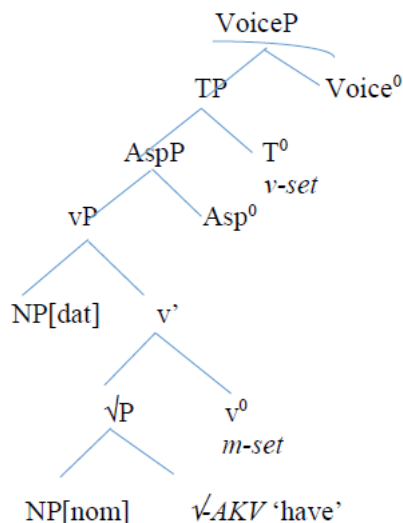 VoiceP
TP Voice⁰
AspP T⁰
v-set
vP Asp⁰
NP[dat] v’
√P v⁰
m-set
NP[nom] √-AKV ‘have’